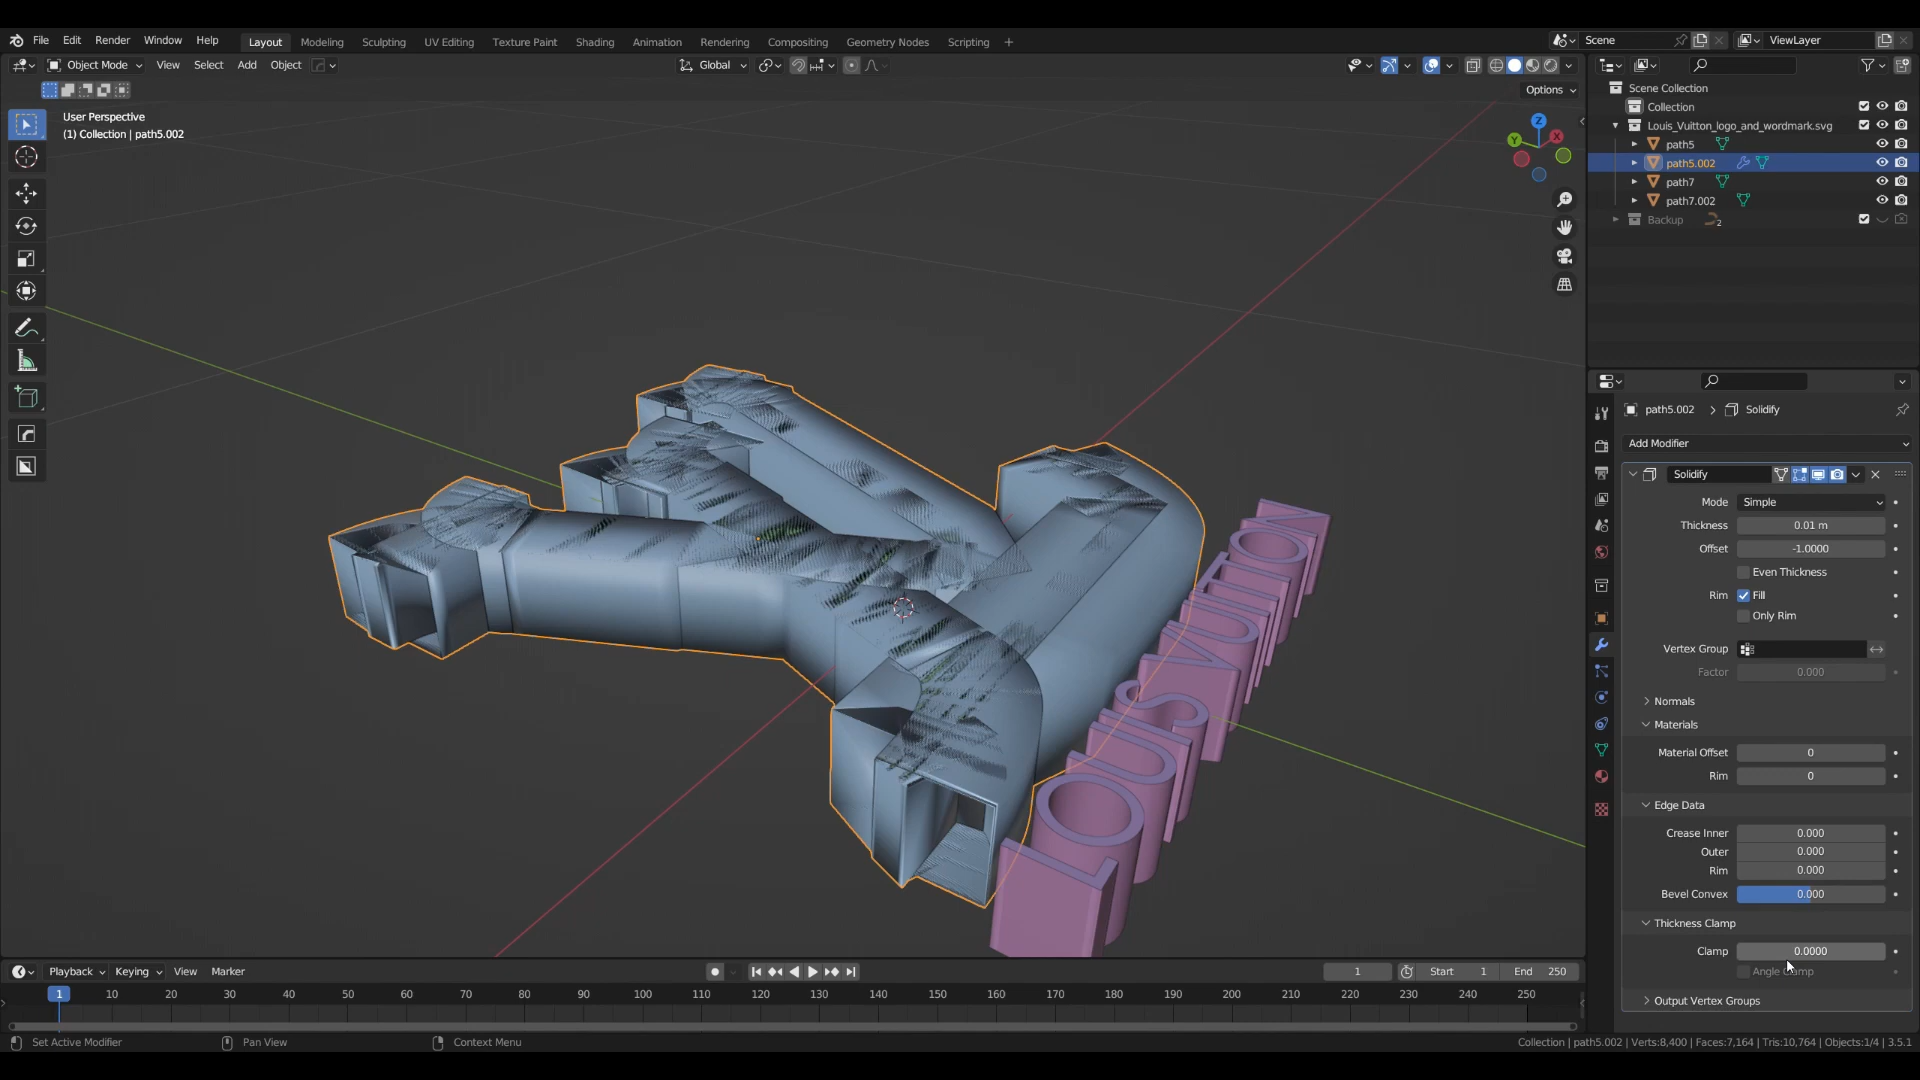 File Edit Render Window Help Layout Modeling Sculpting UV Editing Texture Paint Shading Animation Rendering Compositing Geometry Nodes Scripting + Scene ViewLayer
Object Mode View Select Add Object Global
Options
User Perspective
(1) Collection | path5.002
Z
Y
X
LOUIS VUITTON
Scene Collection
Collection
Louis_Vuitton_logo_and_wordmark.svg
path5
path5.002
path7
path7.002
Backup 2
path5.002 > Solidify
Add Modifier
Solidify
Mode Simple
Thickness 0.01 m
Offset -1.0000
Even Thickness
Rim Fill
Only Rim
Vertex Group
Factor 0.000
Normals
Materials
Material Offset 0
Rim 0
Edge Data
Crease Inner 0.000
Outer 0.000
Rim 0.000
Bevel Convex 0.000
Thickness Clamp
Clamp 0.0000
Angle Clamp
Output Vertex Groups
Playback Keying View Marker 1 Start 1 End 250
1 10 20 30 40 50 60 70 80 90 100 110 120 130 140 150 160 170 180 190 200 210 220 230 240 250
Set Active Modifier Pan View Context Menu Collection | path5.002 | Verts:8,400 | Faces:7,164 | Tris:10,764 | Objects:1/4 | 3.5.1